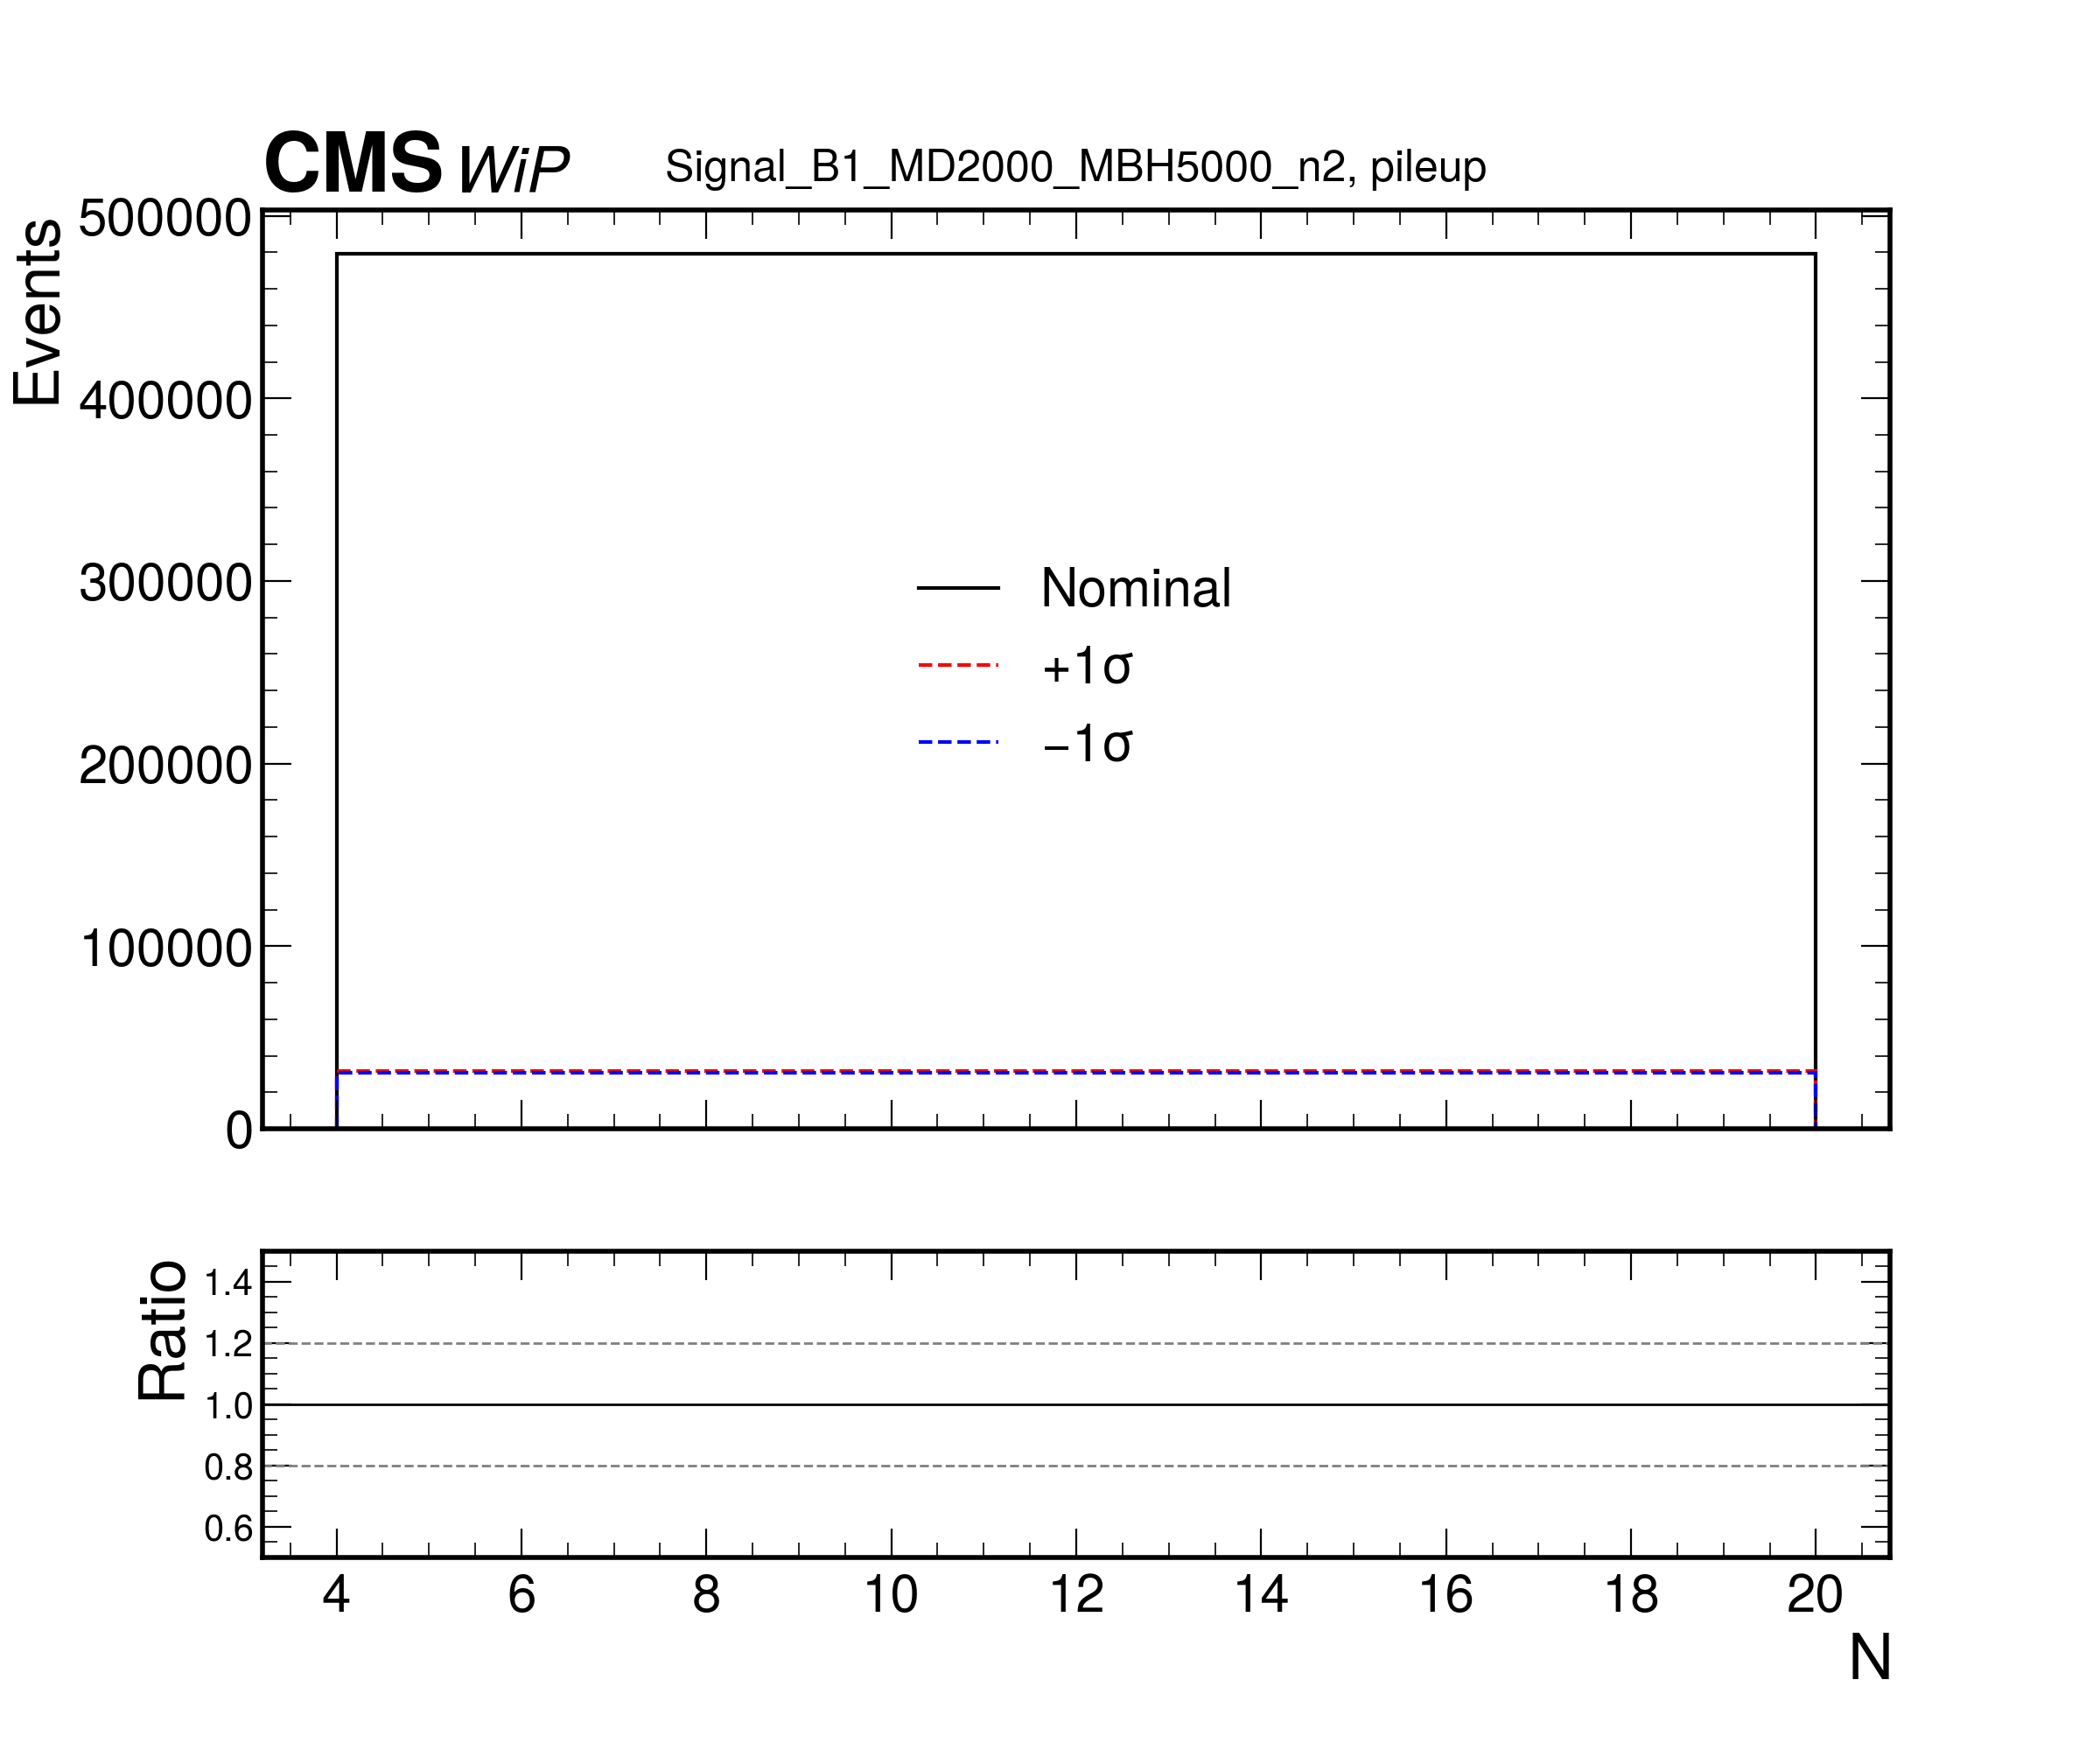 CMS WiP Signal_B1_MD2000_MBH5000_n2, pileup
Events
500000
400000
300000
200000
100000
0
Nominal
+1σ
−1σ
Ratio
1.4
1.2
1.0
0.8
0.6
4 6 8 10 12 14 16 18 20
N